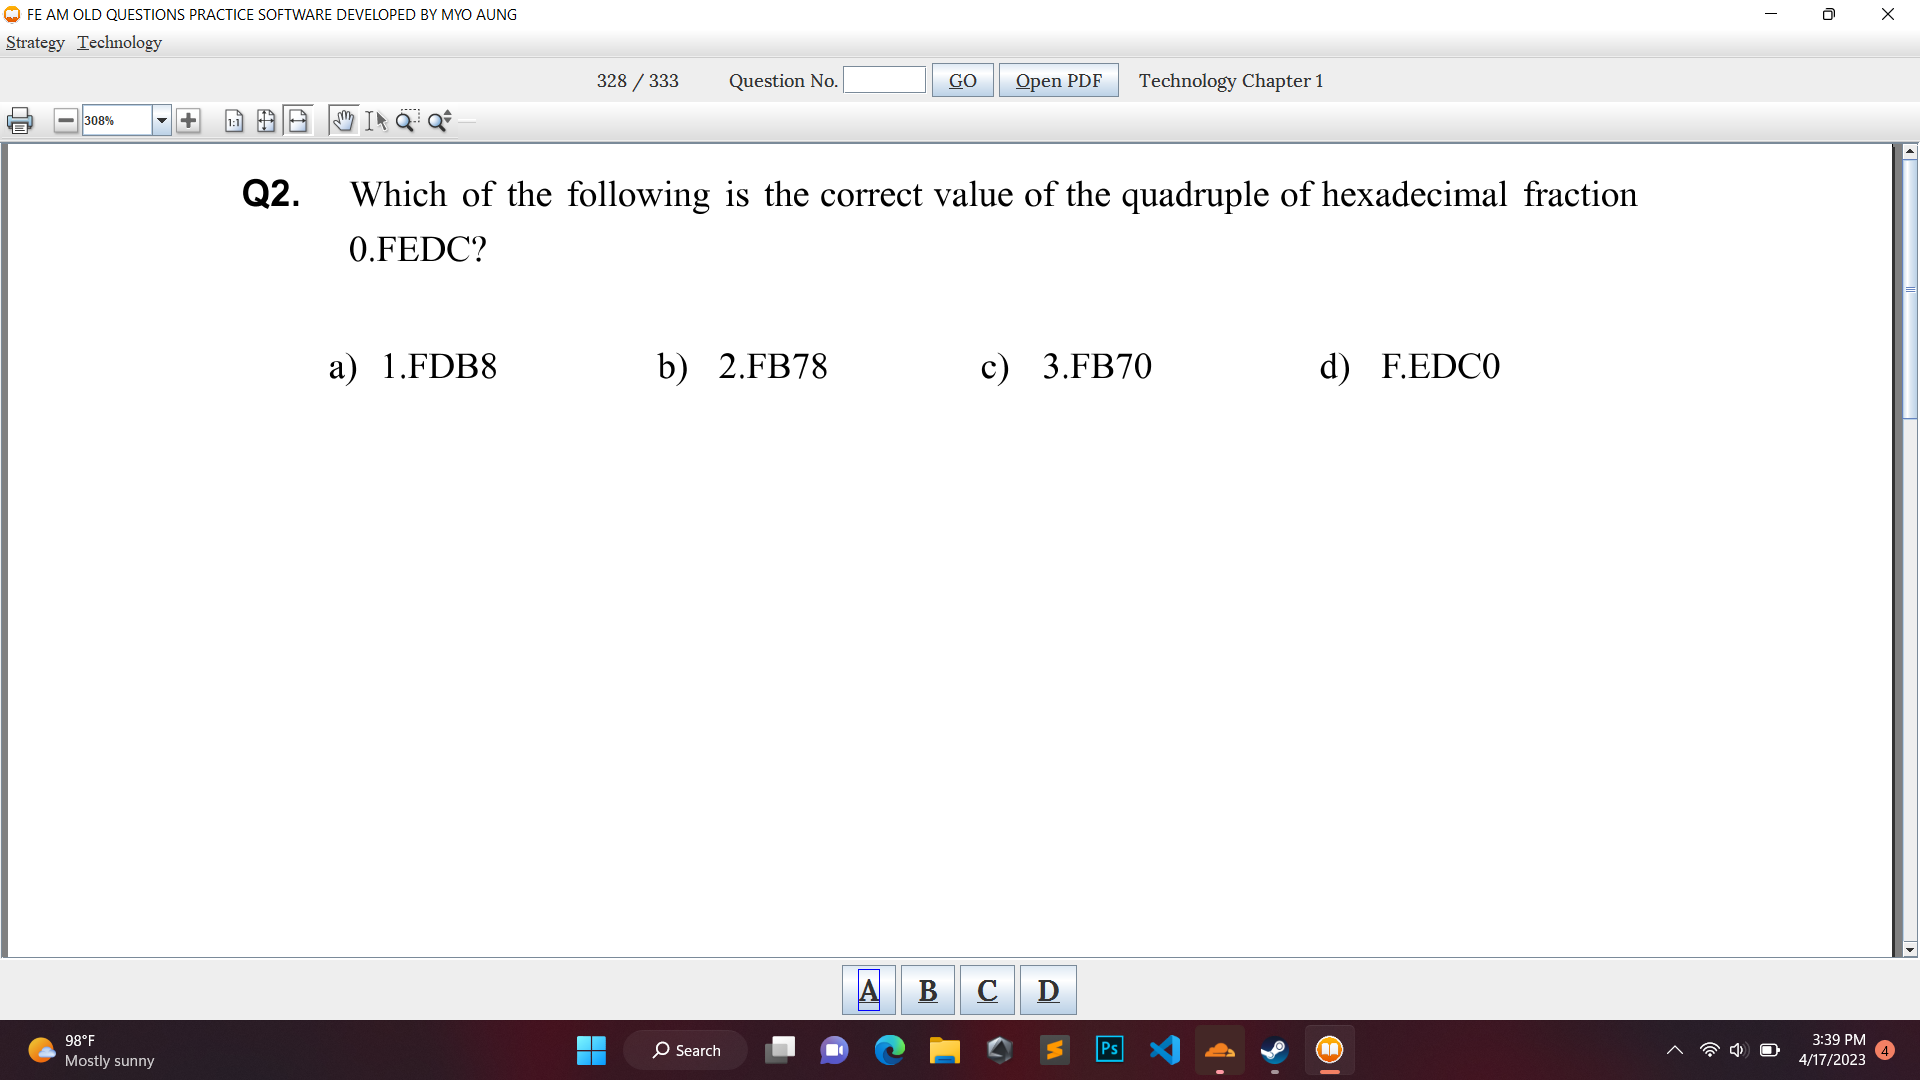 FE AM OLD QUESTIONS PRACTICE SOFTWARE DEVELOPED BY MYO AUNG
Strategy Technology
328 / 333 Question No. GO Open PDF Technology Chapter 1
308% 1:1
Q2. Which of the following is the correct value of the quadruple of hexadecimal fraction
0.FEDC?
a) 1.FDB8 b) 2.FB78 c) 3.FB70 d) F.EDC0
A B C D
98°F
Mostly sunny
Search
Ps
3:39 PM
4/17/2023
4